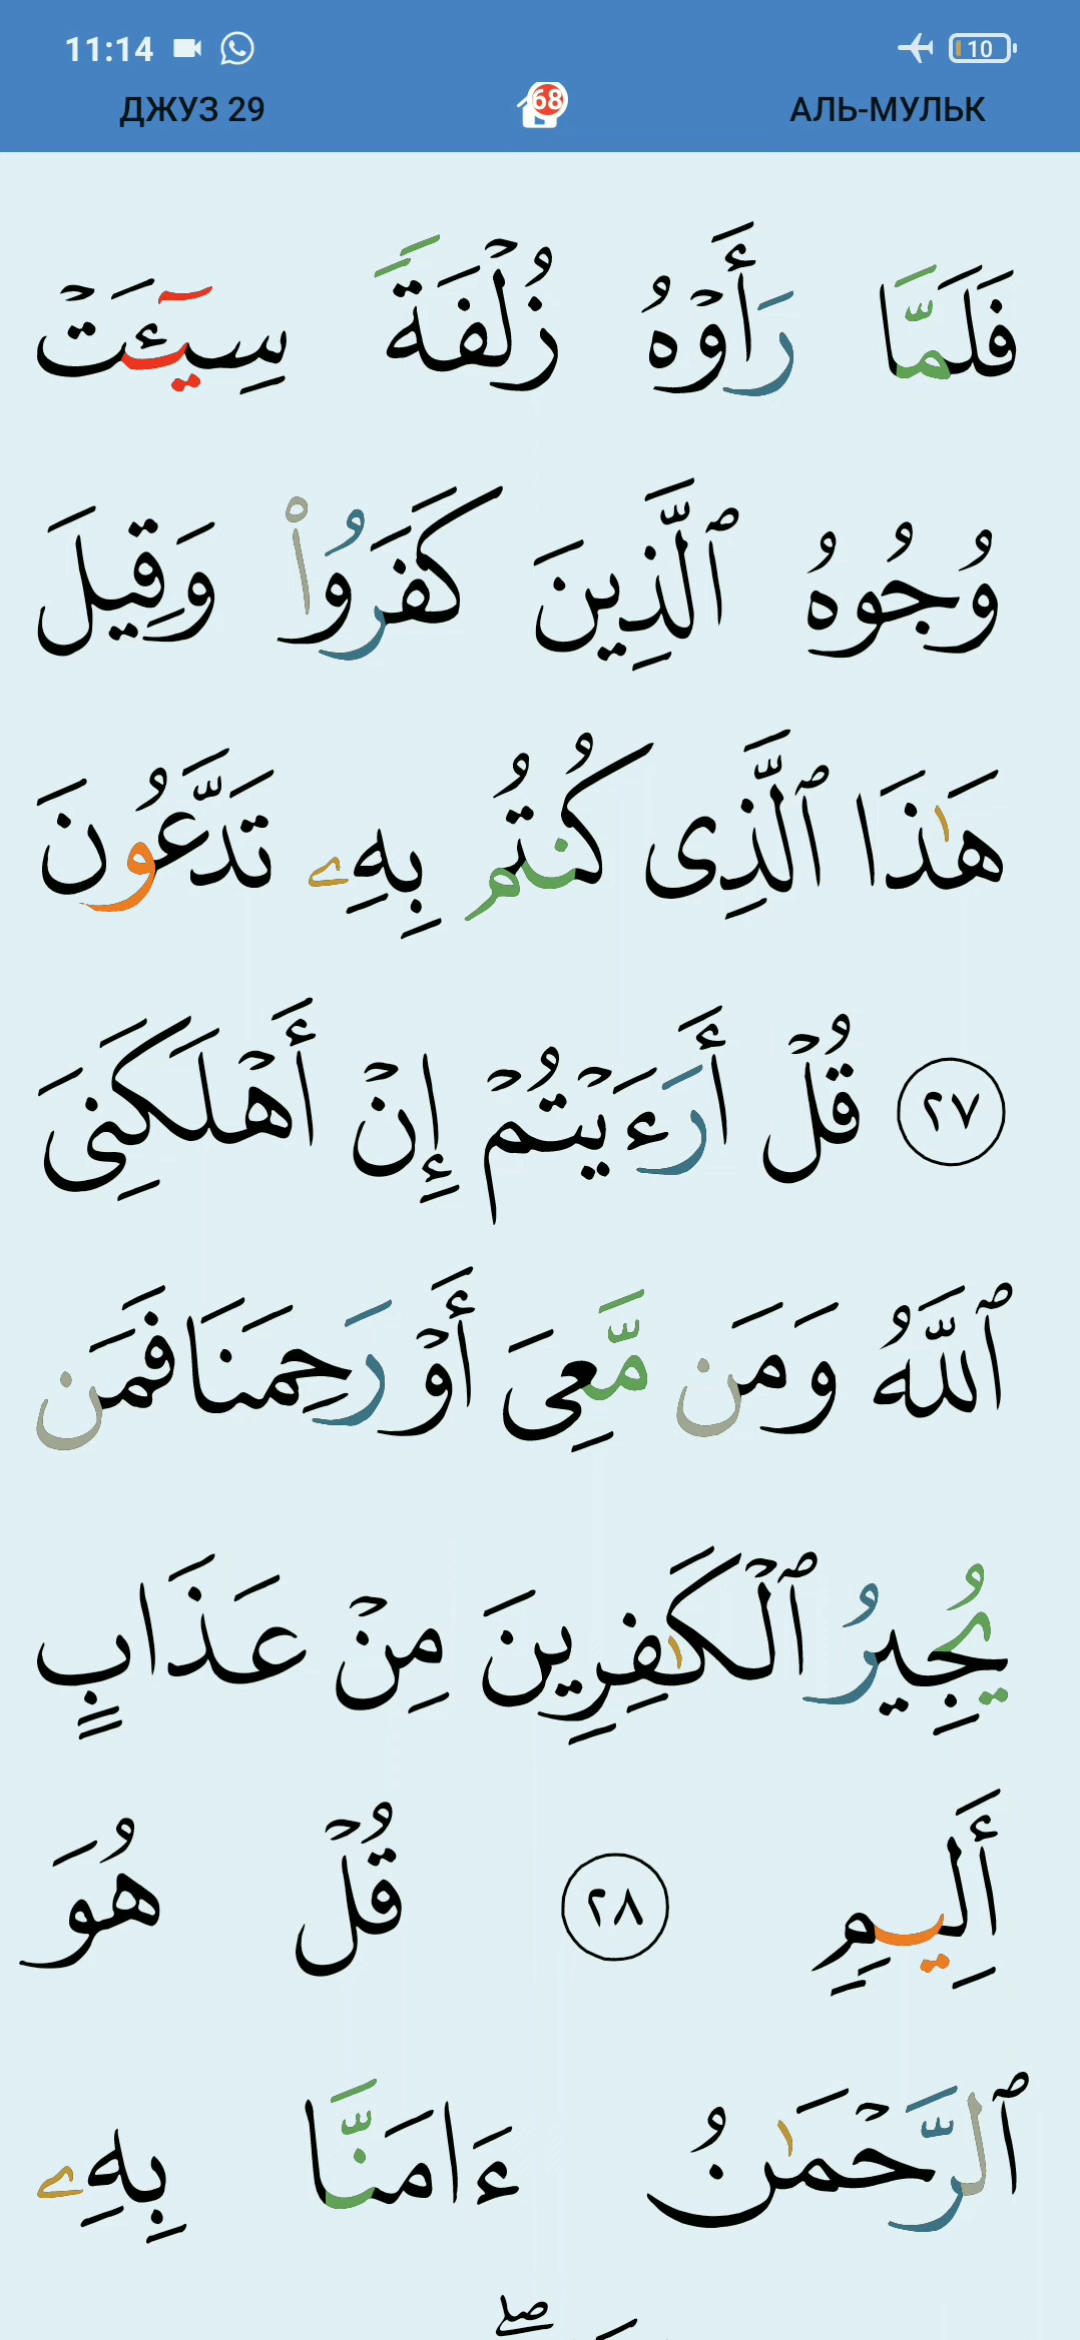 11:14 10
ДЖУЗ 29 68 АЛЬ-МУЛЬК
فَلَمَّا رَأَوۡهُ زُلۡفَةٗ سِيٓـَٔتۡ
وُجُوهُ ٱلَّذِينَ كَفَرُواْ وَقِيلَ
هَٰذَا ٱلَّذِى كُنتُم بِهِۦ تَدَّعُونَ
٢٧ قُلۡ أَرَءَيۡتُمۡ إِنۡ أَهۡلَكَنِىَ
ٱللَّهُ وَمَن مَّعِىَ أَوۡ رَحِمَنَا فَمَن
يُجِيرُ ٱلۡكَٰفِرِينَ مِنۡ عَذَابٍ
أَلِيمٖ ٢٨ قُلۡ هُوَ
ٱلرَّحۡمَٰنُ ءَامَنَّا بِهِۦ